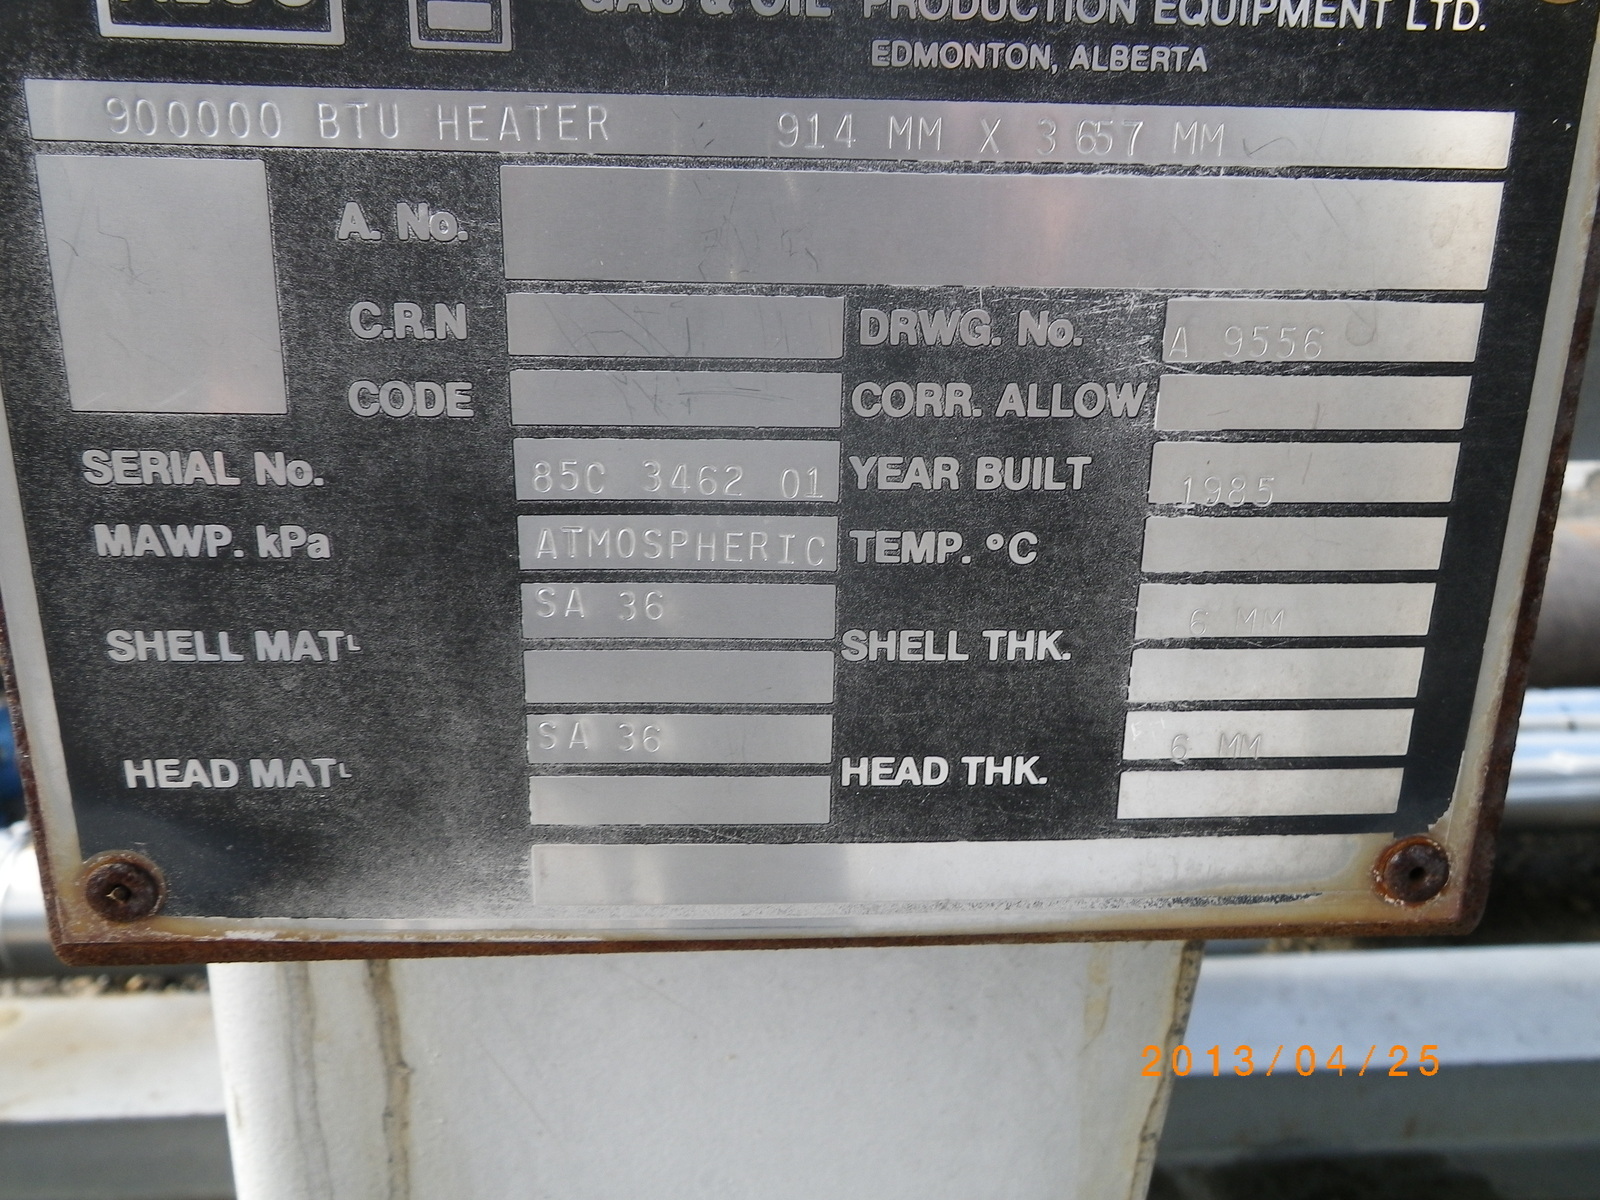 GAS & OIL PRODUCTION EQUIPMENT LTD.
EDMONTON, ALBERTA
900000 BTU HEATER 914 MM X 3657 MM
A. No.
C.R.N DRWG. No. A 9556
CODE CORR. ALLOW
SERIAL No. 85C 3462 01 YEAR BUILT 1985
MAWP. kPa ATMOSPHERIC TEMP. °C
SHELL MATL SA 36 SHELL THK. 6 MM
HEAD MATL SA 36 HEAD THK. 6 MM
2013/04/25